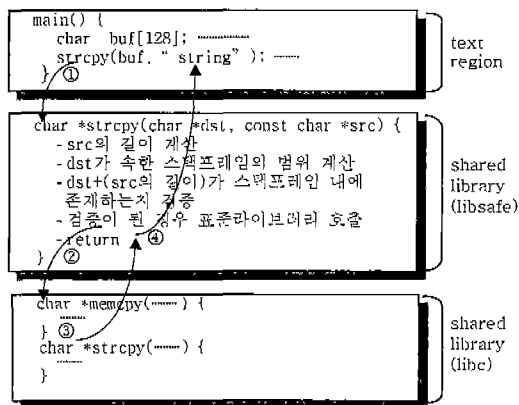 main() {
char buf[128]; ┈┈┈
strcpy(buf, “ string” ); ┈┈
} ①
text
region
char *strcpy(char *dst, const char *src) {
-src의 길이 계산
-dst가 속한 스택프레임의 범위 계산
-dst+(src의 길이)가 스택프레인 내에
존재하는지 검증
-검증이 된 경우 표준라이브러리 호출
-return ④
} ②
shared
library
(libsafe)
char *memcpy(┈┈) {
┈┈
} ③
char *strcpy(┈┈) {
┈┈
}
shared
library
(libc)